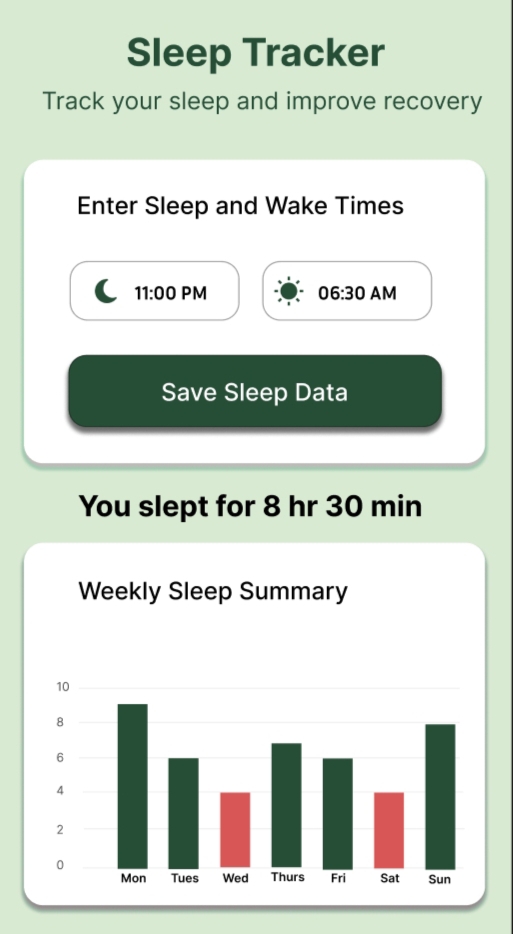 Sleep Tracker
Track your sleep and improve recovery
Enter Sleep and Wake Times
11:00 PM
06:30 AM
Save Sleep Data
You slept for 8 hr 30 min
Weekly Sleep Summary
10
8
6
4
2
0
Mon Tues Wed Thurs Fri Sat Sun